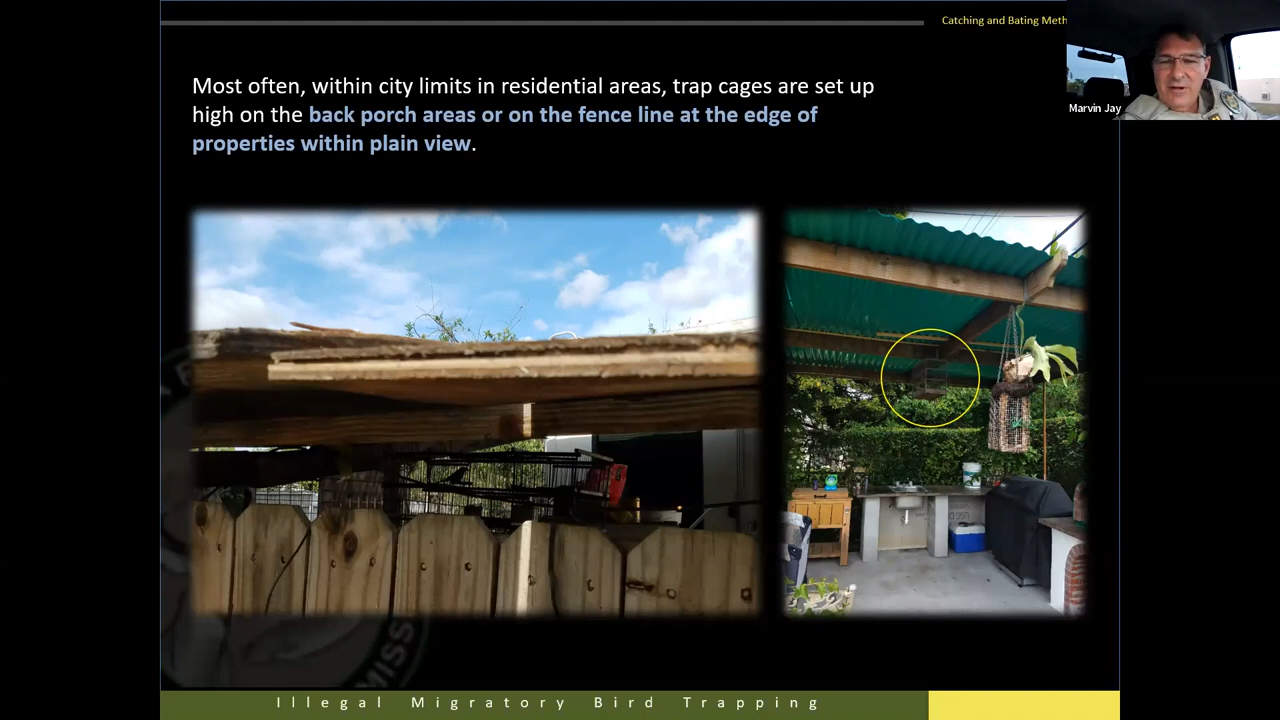 Catching and Bating Meth
Marvin Jay
Most often, within city limits in residential areas, trap cages are set up
high on the back porch areas or on the fence line at the edge of
properties within plain view.
MISS
Illegal Migratory Bird Trapping